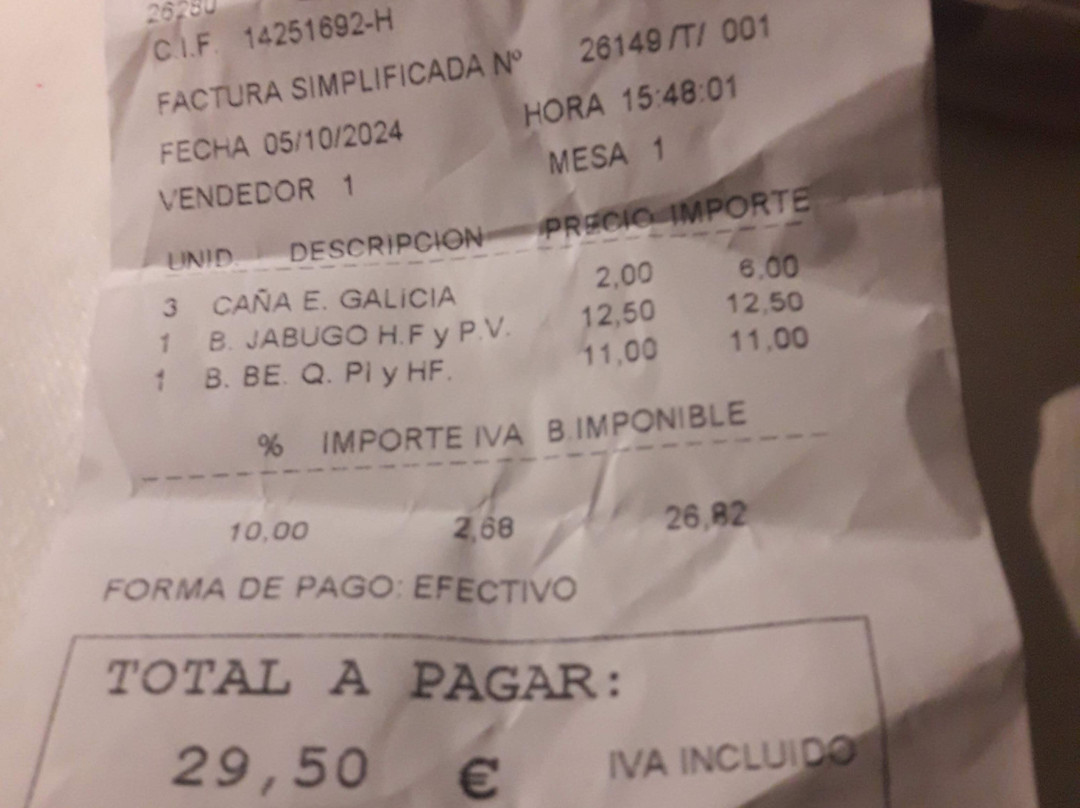 26280
C.I.F. 14251692-H
FACTURA SIMPLIFICADA Nº 26149/T/ 001
FECHA 05/10/2024 HORA 15:48:01
VENDEDOR 1 MESA 1
UNID. DESCRIPCION PRECIO IMPORTE
3 CAÑA E. GALICIA 2,00 6,00
1 B. JABUGO H.F y P.V. 12,50 12,50
1 B. BE. Q. PI y HF. 11,00 11,00
% IMPORTE IVA B.IMPONIBLE
10,00 2,68 26,82
FORMA DE PAGO: EFECTIVO
TOTAL A PAGAR:
29,50 € IVA INCLUIDO